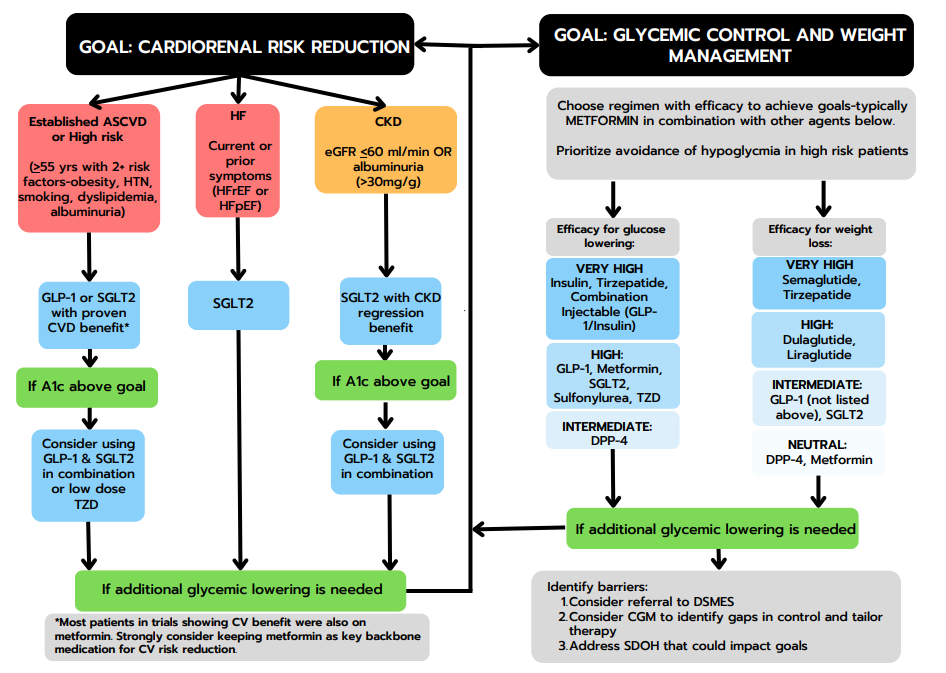 GOAL: CARDIORENAL RISK REDUCTION
GOAL: GLYCEMIC CONTROL AND WEIGHT
MANAGEMENT
Established ASCVD
or High risk
(≥55 yrs with 2+ risk
factors-obesity, HTN,
smoking, dyslipidemia,
albuminuria)
HF
Current or
prior
symptoms
(HFrEF or
HFpEF)
CKD
eGFR ≤60 ml/min OR
albuminuria
(>30mg/g)
GLP-1 or SGLT2
with proven
CVD benefit*
SGLT2
SGLT2 with CKD
regression
benefit
If A1c above goal
If A1c above goal
Consider using
GLP-1 & SGLT2
in combination
or low dose
TZD
Consider using
GLP-1 & SGLT2
in combination
If additional glycemic lowering is needed
*Most patients in trials showing CV benefit were also on
metformin. Strongly consider keeping metformin as key backbone
medication for CV risk reduction.
Choose regimen with efficacy to achieve goals-typically
METFORMIN in combination with other agents below.
Prioritize avoidance of hypoglycmia in high risk patients
Efficacy for glucose
lowering:
VERY HIGH
Insulin, Tirzepatide,
Combination
Injectable (GLP-
1/Insulin)
HIGH:
GLP-1, Metformin,
SGLT2,
Sulfonylurea, TZD
INTERMEDIATE:
DPP-4
Efficacy for weight
loss:
VERY HIGH
Semaglutide,
Tirzepatide
HIGH:
Dulaglutide,
Liraglutide
INTERMEDIATE:
GLP-1 (not listed
above), SGLT2
NEUTRAL:
DPP-4, Metformin
If additional glycemic lowering is needed
Identify barriers:
1.Consider referral to DSMES
2.Consider CGM to identify gaps in control and tailor
therapy
3.Address SDOH that could impact goals